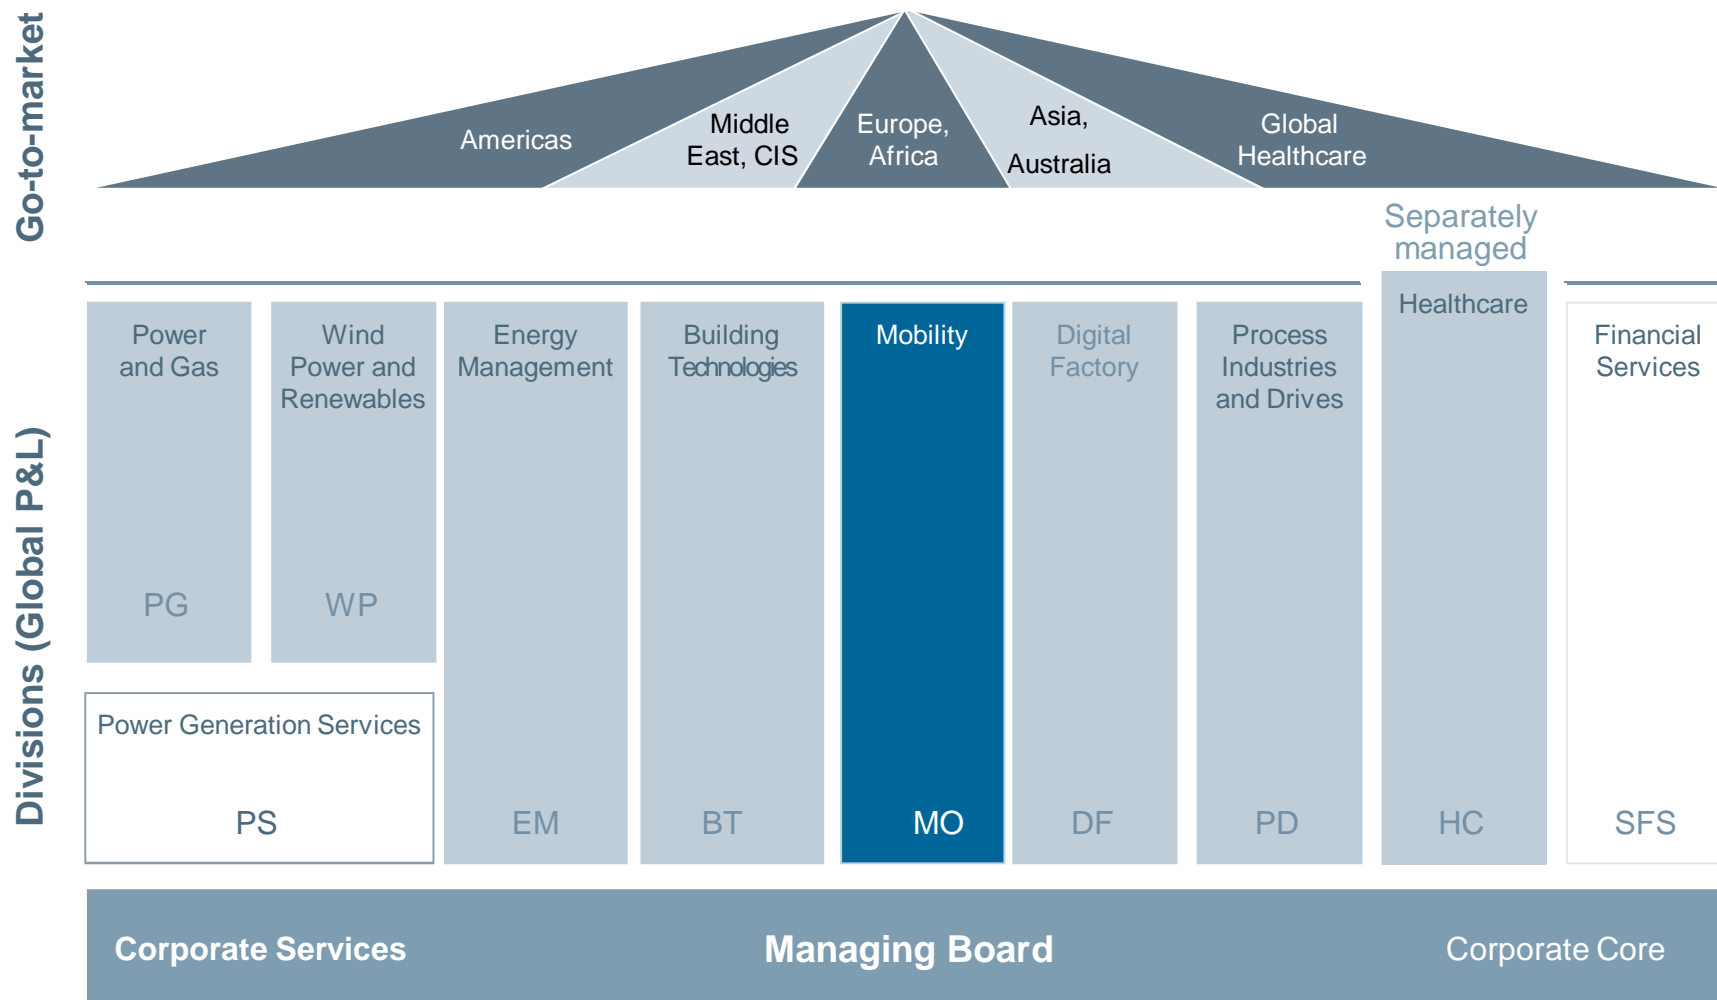 Go-to-market
Americas
Middle
East, CIS
Europe,
Africa
Asia,
Australia
Global
Healthcare
Separately
managed
Divisions (Global P&L)
Power
and Gas
PG
Wind
Power and
Renewables
WP
Power Generation Services
PS
Energy
Management
EM
Building
Technologies
BT
Mobility
MO
Digital
Factory
DF
Process
Industries
and Drives
PD
Healthcare
HC
Financial
Services
SFS
Corporate Services
Managing Board
Corporate Core